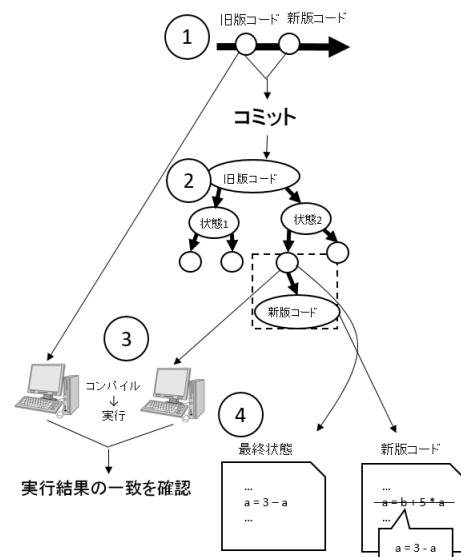 旧版コード 新版コード
1
コミット
2
旧版コード
状態1
状態2
新版コード
3
コンパイル
↓
実行
実行結果の一致を確認
4
最終状態
新版コード
...
a = 3 – a
...
...
a = b + 5 * a
...
a = 3 - a